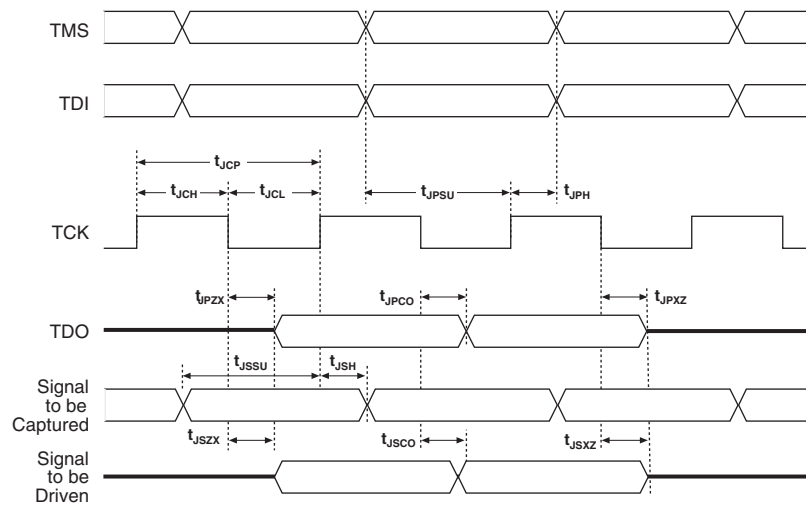 TMS
TDI
tJCP
tJCH
tJCL
tJPSU
tJPH
TCK
tJPZX
tJPCO
tJPXZ
TDO
tJSSU
tJSH
Signal
to be
Captured
tJSZX
tJSCO
tJSXZ
Signal
to be
Driven